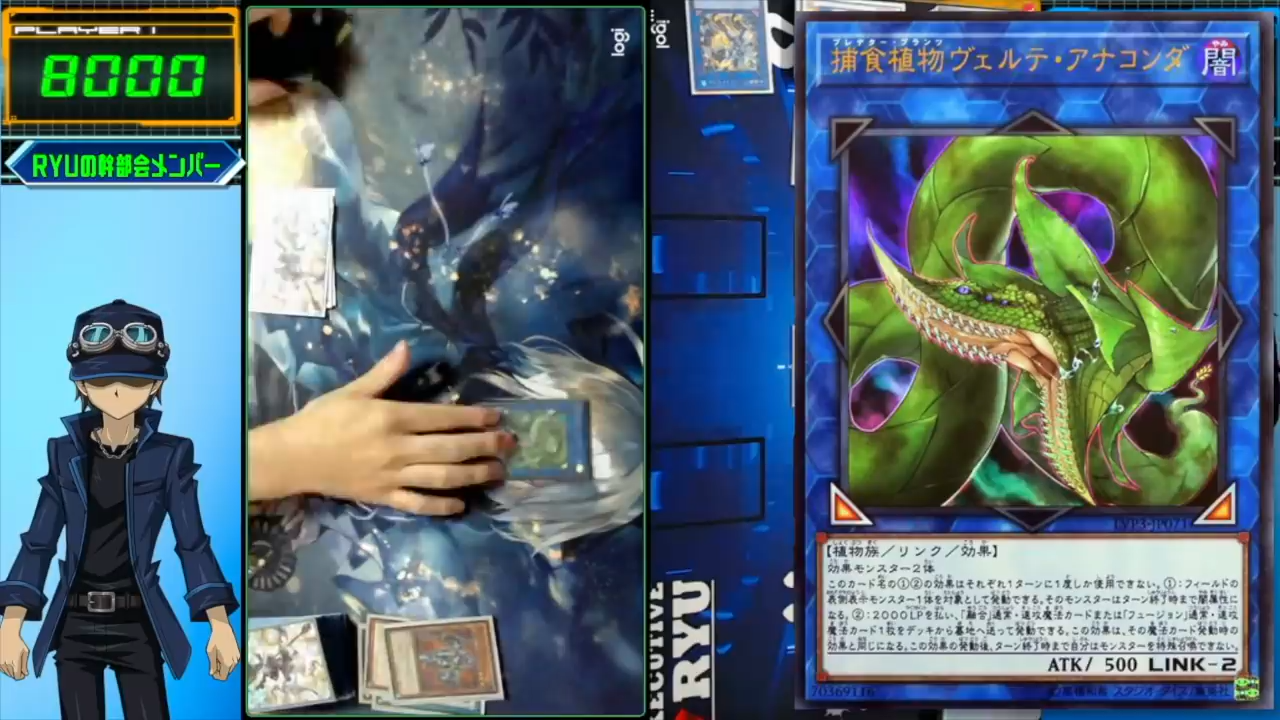 PLAYER 1
8000
RYUの幹部会メンバー
logi
logi
EXECUTIVE
RYU
プレデター・プランツ
捕食植物ヴェルテ・アナコンダ
やみ
闇
LVP3-JP071
【植物族/リンク/効果】
効果モンスター2体
このカード名の①②の効果はそれぞれ1ターンに1度しか使用できない。①:フィールドの
表側表示モンスター1体を対象として発動できる。そのモンスターはターン終了時まで闇属性に
なる。②:2000LPを払い、「融合」通常・速攻魔法カードまたは「フュージョン」通常・速攻
魔法カード1枚をデッキから墓地へ送って発動できる。この効果は、その魔法カード発動時の
効果と同じになる。この効果の発動後、ターン終了時まで自分はモンスターを特殊召喚できない。
ATK/ 500 LINK-2
70369116
スタジオ・ダイス/集英社